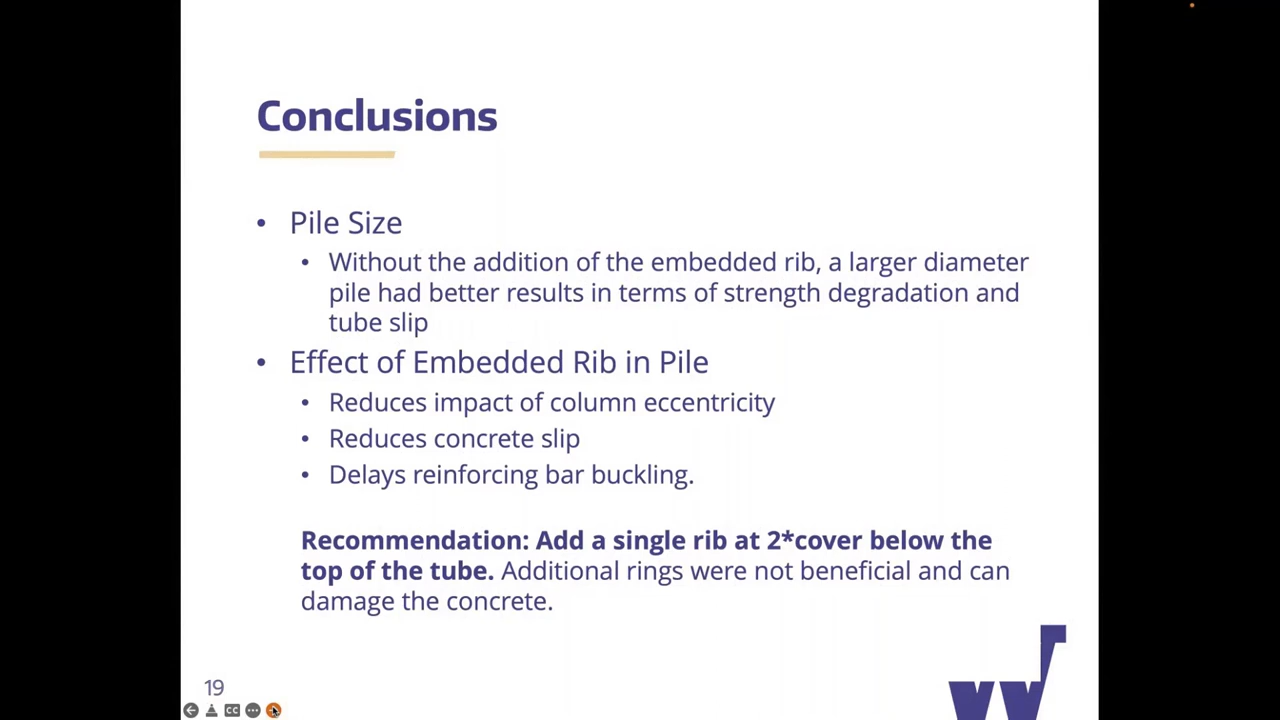 Conclusions
• Pile Size
• Without the addition of the embedded rib, a larger diameter
pile had better results in terms of strength degradation and
tube slip
• Effect of Embedded Rib in Pile
• Reduces impact of column eccentricity
• Reduces concrete slip
• Delays reinforcing bar buckling.
Recommendation: Add a single rib at 2*cover below the
top of the tube. Additional rings were not beneficial and can
damage the concrete.
19
CC